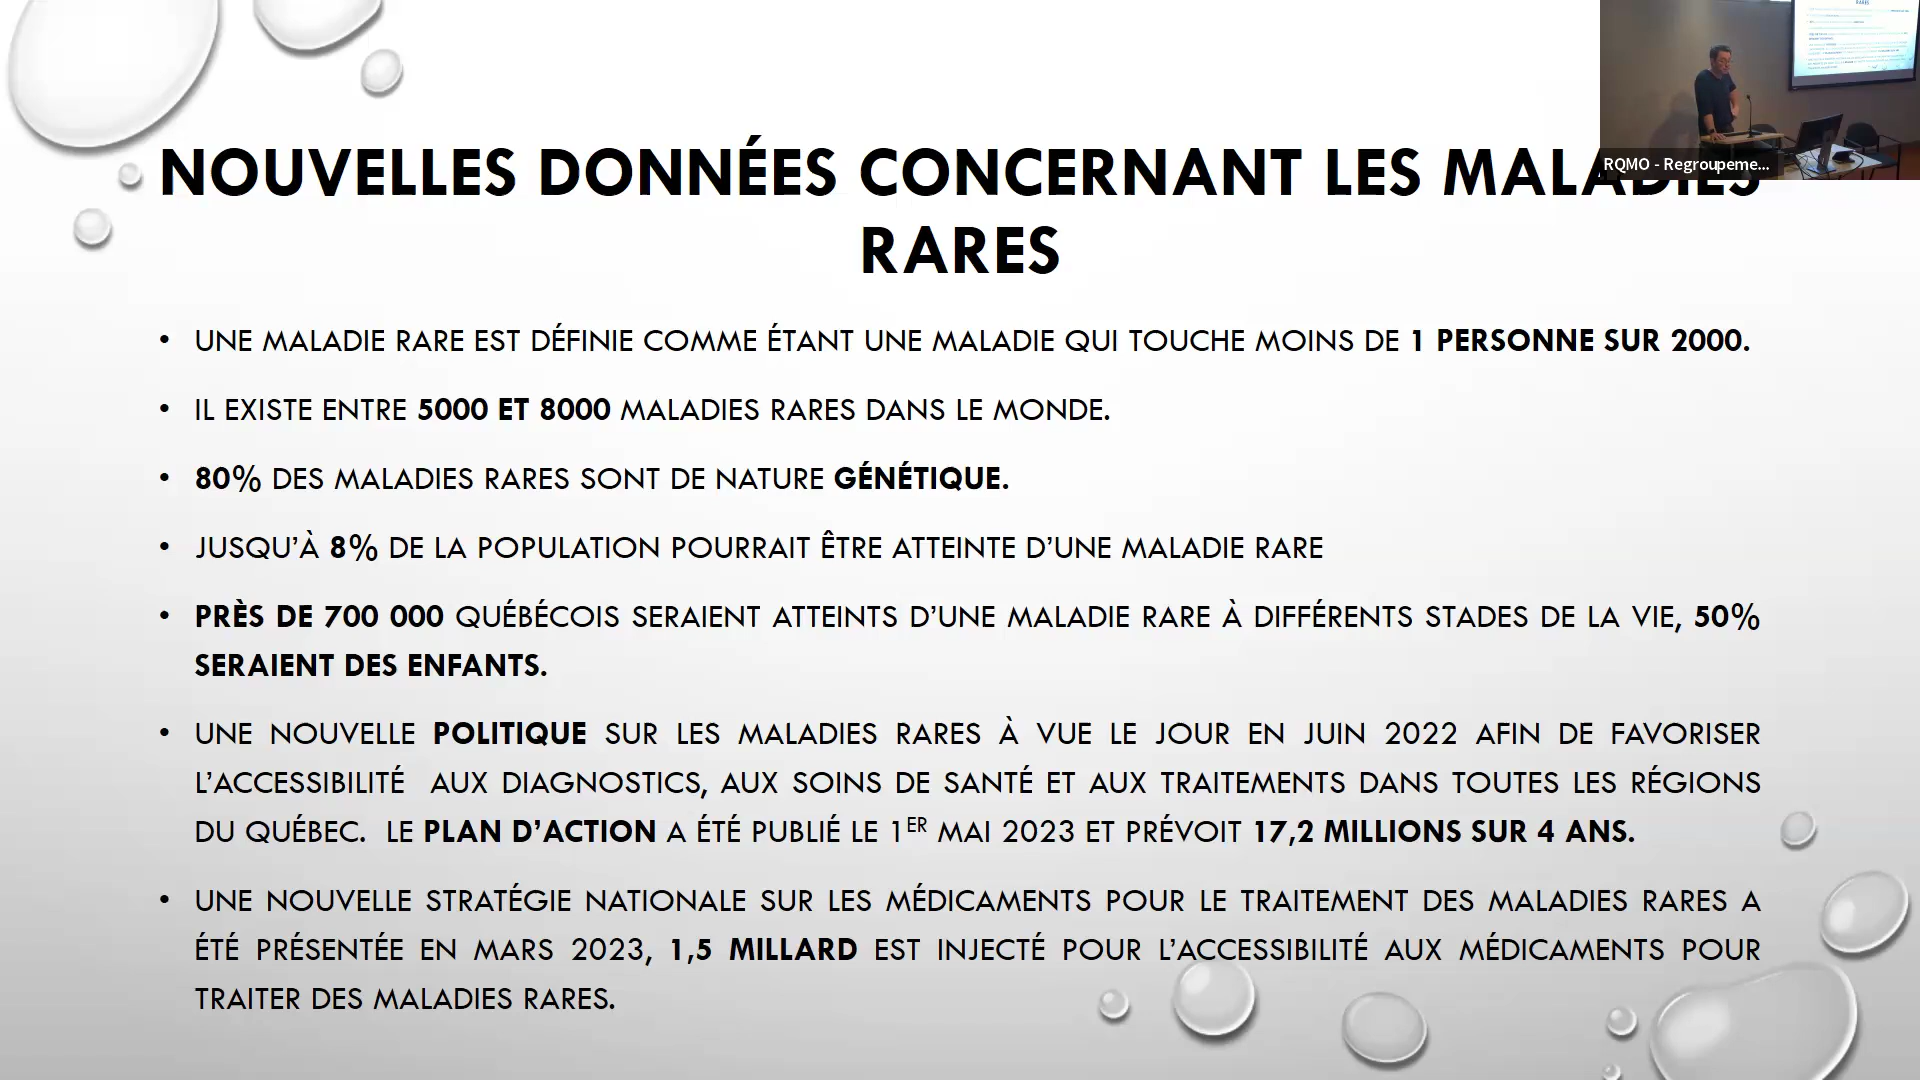 NOUVELLES DONNÉES CONCERNANT LES MALADIES
RARES
RQMO - Regroupeme...
• UNE MALADIE RARE EST DÉFINIE COMME ÉTANT UNE MALADIE QUI TOUCHE MOINS DE 1 PERSONNE SUR 2000.
• IL EXISTE ENTRE 5000 ET 8000 MALADIES RARES DANS LE MONDE.
• 80% DES MALADIES RARES SONT DE NATURE GÉNÉTIQUE.
• JUSQU’À 8% DE LA POPULATION POURRAIT ÊTRE ATTEINTE D’UNE MALADIE RARE
• PRÈS DE 700 000 QUÉBÉCOIS SERAIENT ATTEINTS D’UNE MALADIE RARE À DIFFÉRENTS STADES DE LA VIE, 50%
SERAIENT DES ENFANTS.
• UNE NOUVELLE POLITIQUE SUR LES MALADIES RARES À VUE LE JOUR EN JUIN 2022 AFIN DE FAVORISER
L’ACCESSIBILITÉ AUX DIAGNOSTICS, AUX SOINS DE SANTÉ ET AUX TRAITEMENTS DANS TOUTES LES RÉGIONS
DU QUÉBEC. LE PLAN D’ACTION A ÉTÉ PUBLIÉ LE 1ER MAI 2023 ET PRÉVOIT 17,2 MILLIONS SUR 4 ANS.
• UNE NOUVELLE STRATÉGIE NATIONALE SUR LES MÉDICAMENTS POUR LE TRAITEMENT DES MALADIES RARES A
ÉTÉ PRÉSENTÉE EN MARS 2023, 1,5 MILLARD EST INJECTÉ POUR L’ACCESSIBILITÉ AUX MÉDICAMENTS POUR
TRAITER DES MALADIES RARES.